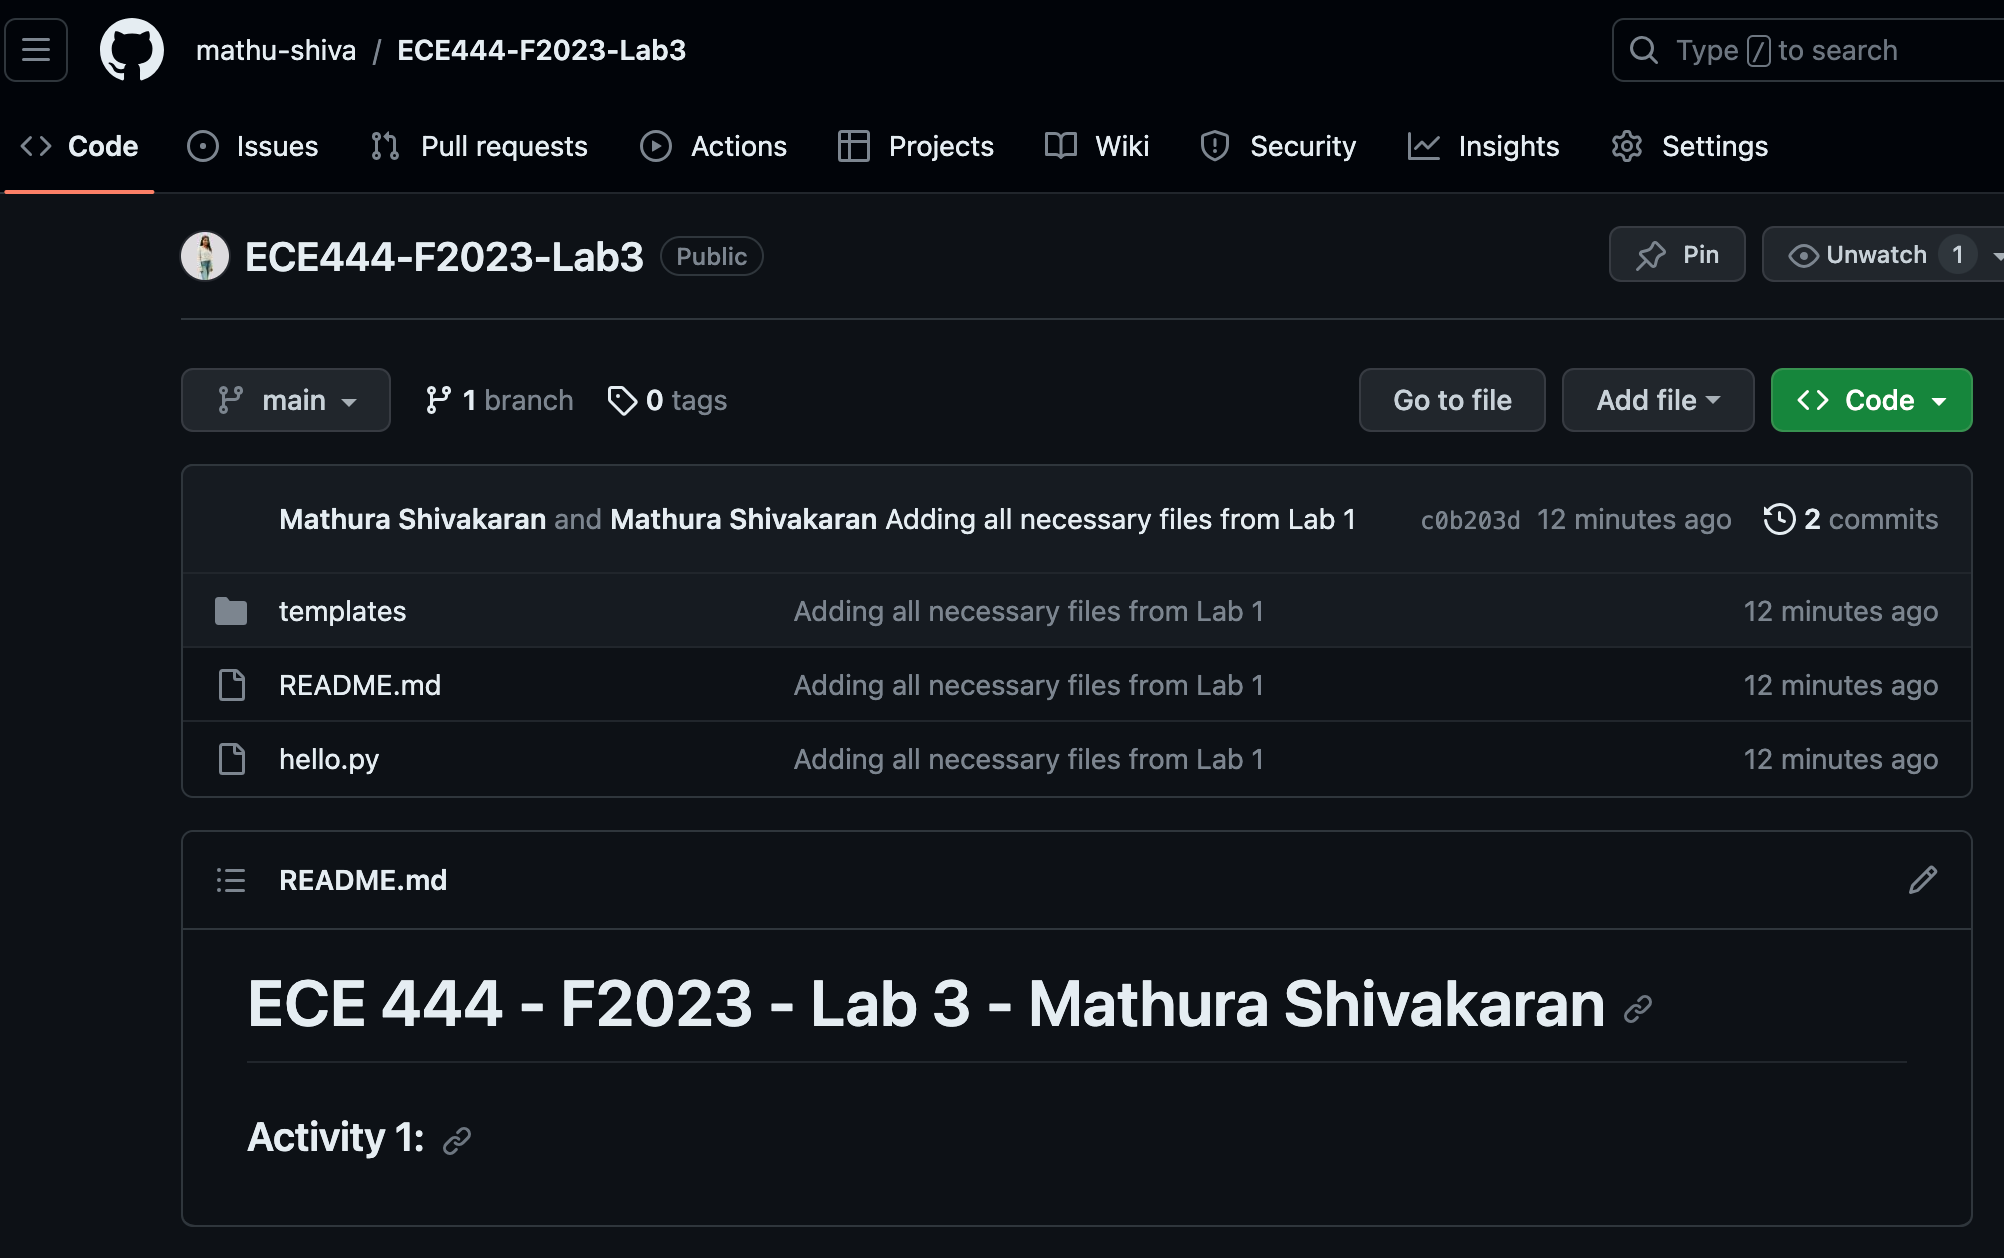 mathu-shiva / ECE444-F2023-Lab3
Type / to search
Code Issues Pull requests Actions Projects Wiki Security Insights Settings
ECE444-F2023-Lab3 Public
Pin Unwatch 1
main 1 branch 0 tags Go to file Add file Code
Mathura Shivakaran and Mathura Shivakaran Adding all necessary files from Lab 1 c0b203d 12 minutes ago 2 commits
templates Adding all necessary files from Lab 1 12 minutes ago
README.md Adding all necessary files from Lab 1 12 minutes ago
hello.py Adding all necessary files from Lab 1 12 minutes ago
README.md
ECE 444 - F2023 - Lab 3 - Mathura Shivakaran
Activity 1: